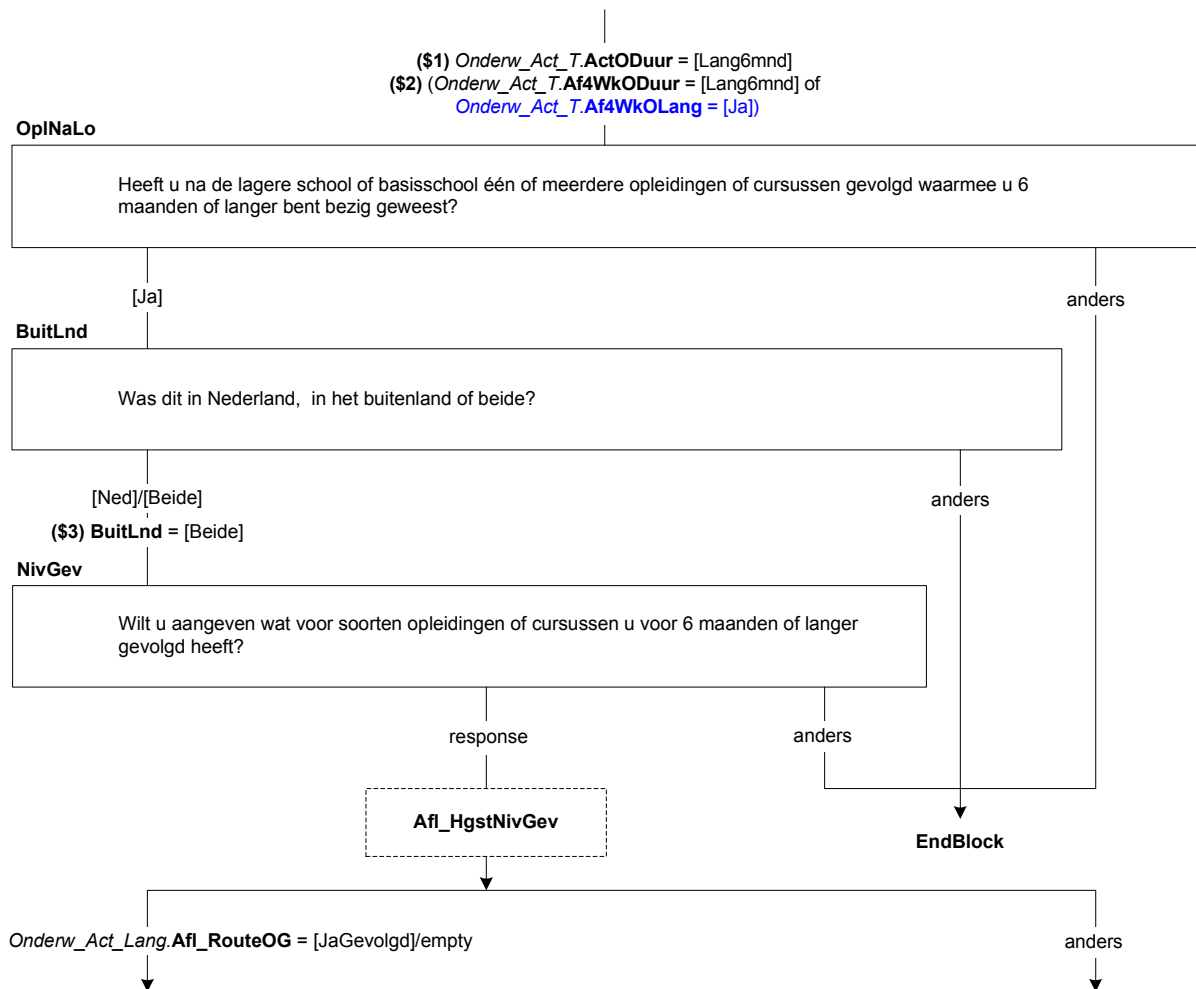 ($1) Onderw_Act_T.ActODuur = [Lang6mnd]
($2) (Onderw_Act_T.Af4WkODuur = [Lang6mnd] of
Onderw_Act_T.Af4WkOLang = [Ja])
OplNaLo
Heeft u na de lagere school of basisschool één of meerdere opleidingen of cursussen gevolgd waarmee u 6
maanden of langer bent bezig geweest?
[Ja]
anders
BuitLnd
Was dit in Nederland, in het buitenland of beide?
[Ned]/[Beide]
anders
($3) BuitLnd = [Beide]
NivGev
Wilt u aangeven wat voor soorten opleidingen of cursussen u voor 6 maanden of langer
gevolgd heeft?
response
anders
Afl_HgstNivGev
EndBlock
Onderw_Act_Lang.Afl_RouteOG = [JaGevolgd]/empty
anders